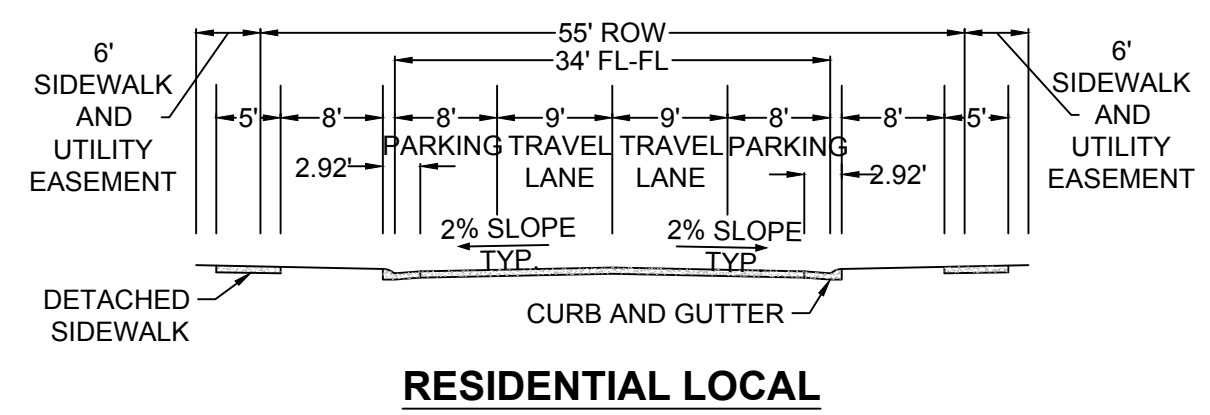 55' ROW
34' FL-FL
6'
SIDEWALK
AND
UTILITY
EASEMENT
5'
8'
8'
PARKING
9'
TRAVEL
LANE
9'
TRAVEL
LANE
8'
PARKING
8'
5'
6'
SIDEWALK
AND
UTILITY
EASEMENT
2.92'
2.92'
2% SLOPE
TYP.
2% SLOPE
TYP
DETACHED
SIDEWALK
CURB AND GUTTER
RESIDENTIAL LOCAL